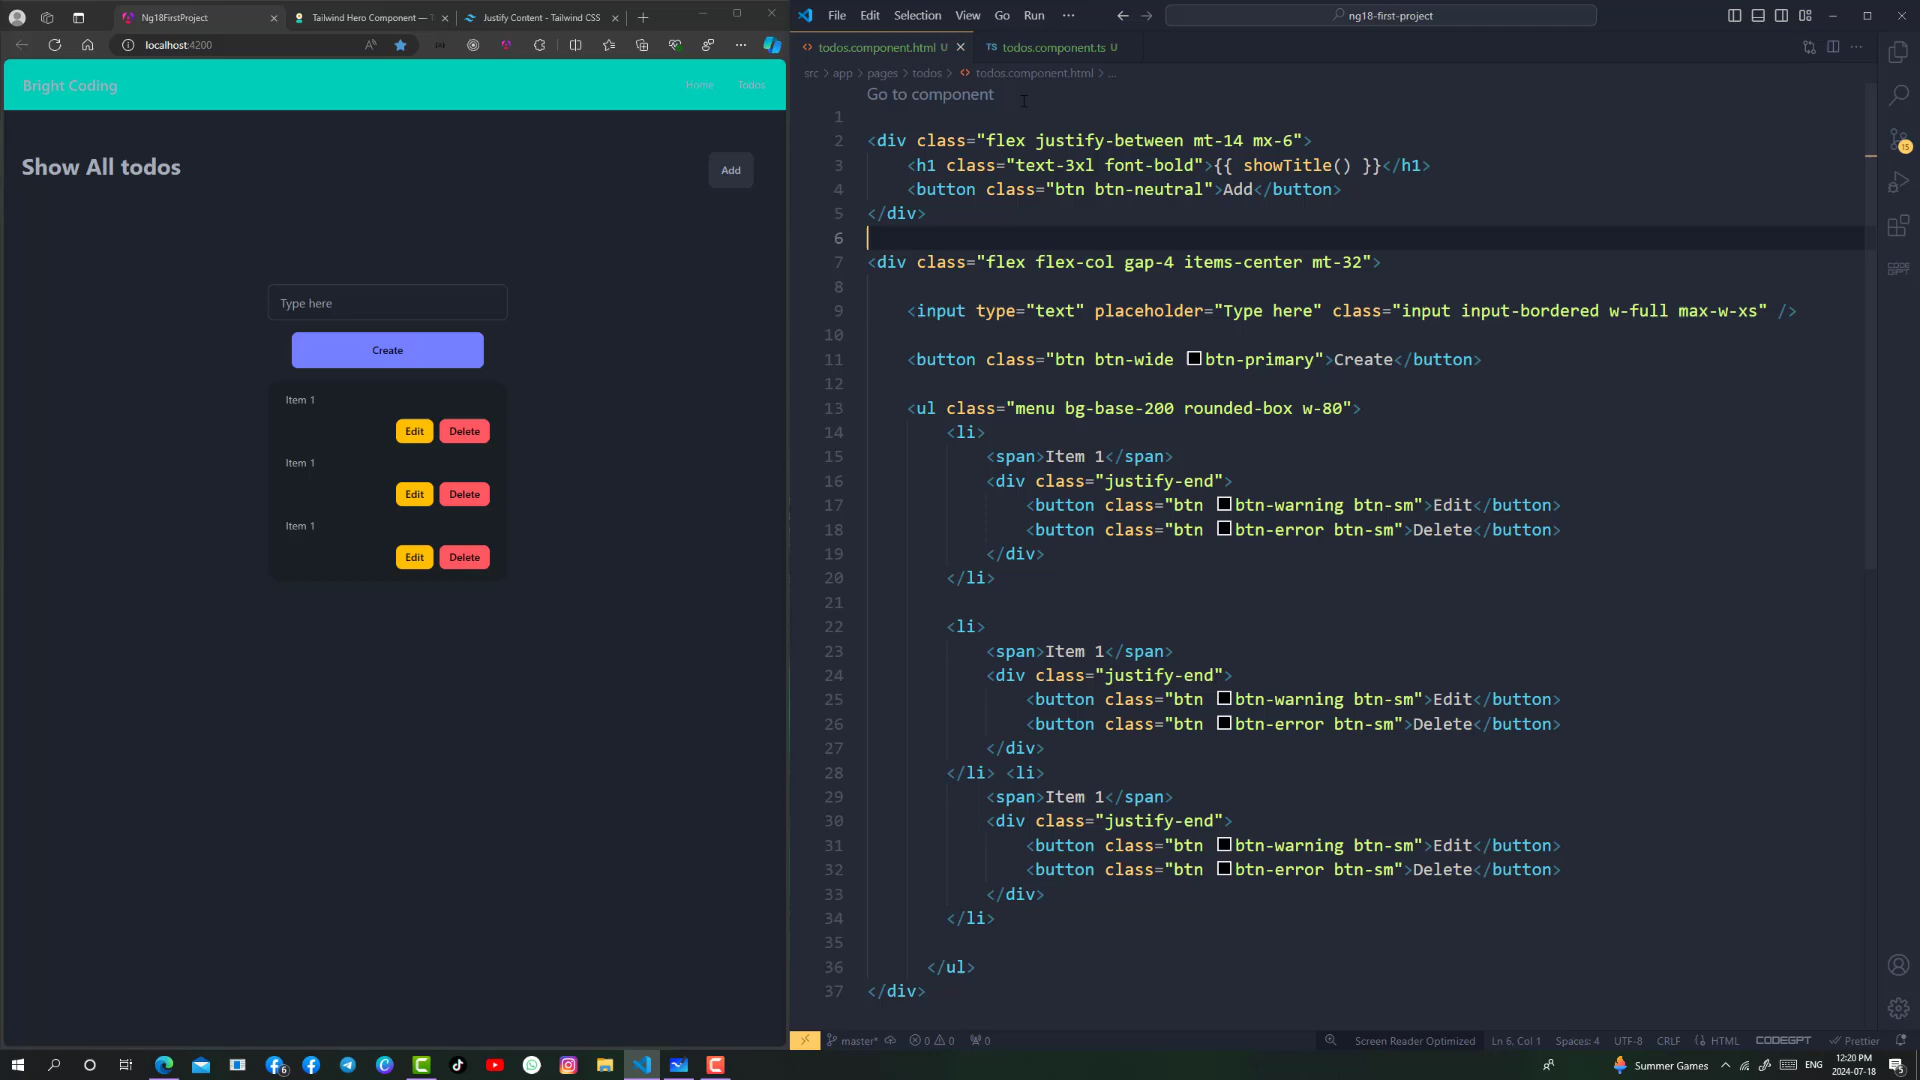 Ng18FirstProject
Tailwind Hero Component — T
Justify Content - Tailwind CSS
localhost:4200
Bright Coding
Home
Todos
Show All todos
Add
Type here
Create
Item 1
Edit
Delete
Item 1
Edit
Delete
Item 1
Edit
Delete
File Edit Selection View Go Run
ng18-first-project
todos.component.html U
TS todos.component.ts U
src > app > pages > todos > <> todos.component.html > ...
Go to component
1
2 <div class="flex justify-between mt-14 mx-6">
3 <h1 class="text-3xl font-bold">{{ showTitle() }}</h1>
4 <button class="btn btn-neutral">Add</button>
5 </div>
6
7 <div class="flex flex-col gap-4 items-center mt-32">
8
9 <input type="text" placeholder="Type here" class="input input-bordered w-full max-w-xs" />
10
11 <button class="btn btn-wide btn-primary">Create</button>
12
13 <ul class="menu bg-base-200 rounded-box w-80">
14 <li>
15 <span>Item 1</span>
16 <div class="justify-end">
17 <button class="btn btn-warning btn-sm">Edit</button>
18 <button class="btn btn-error btn-sm">Delete</button>
19 </div>
20 </li>
21
22 <li>
23 <span>Item 1</span>
24 <div class="justify-end">
25 <button class="btn btn-warning btn-sm">Edit</button>
26 <button class="btn btn-error btn-sm">Delete</button>
27 </div>
28 </li> <li>
29 <span>Item 1</span>
30 <div class="justify-end">
31 <button class="btn btn-warning btn-sm">Edit</button>
32 <button class="btn btn-error btn-sm">Delete</button>
33 </div>
34 </li>
35
36 </ul>
37 </div>
15
CODE GPT
master* 0 0 0
Screen Reader Optimized Ln 6, Col 1 Spaces: 4 UTF-8 CRLF HTML CODEGPT Prettier
6
Summer Games
ENG
12:20 PM
2024-07-18
5